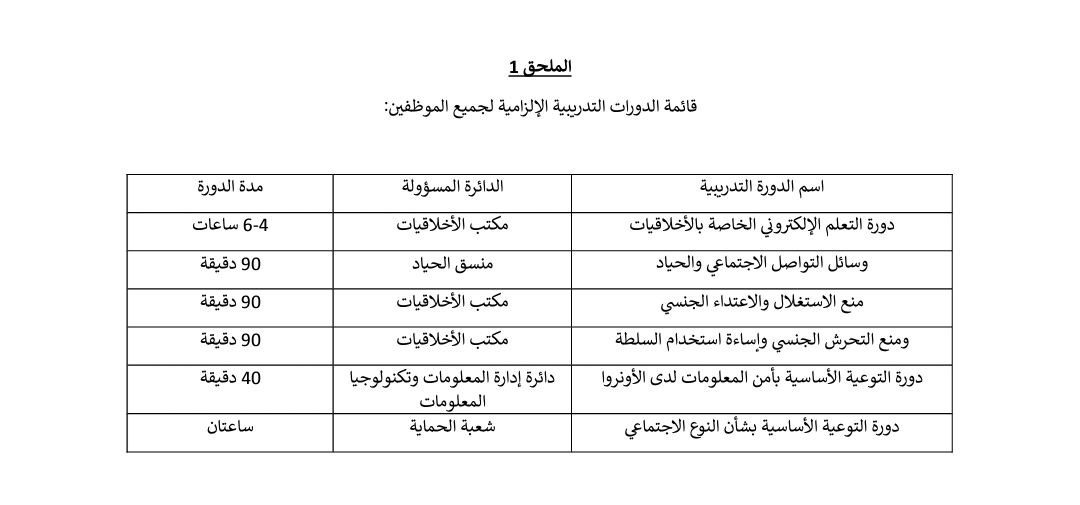 الملحق 1
قائمة الدورات التدريبية الإلزامية لجميع الموظفين:
اسم الدورة التدريبية الدائرة المسؤولة مدة الدورة
دورة التعلم الإلكتروني الخاصة بالأخلاقيات مكتب الأخلاقيات 4-6 ساعات
وسائل التواصل الاجتماعي والحياد منسق الحياد 90 دقيقة
منع الاستغلال والاعتداء الجنسي مكتب الأخلاقيات 90 دقيقة
ومنع التحرش الجنسي وإساءة استخدام السلطة مكتب الأخلاقيات 90 دقيقة
دورة التوعية الأساسية بأمن المعلومات لدى الأونروا دائرة إدارة المعلومات وتكنولوجيا 40 دقيقة
المعلومات
دورة التوعية الأساسية بشأن النوع الاجتماعي شعبة الحماية ساعتان